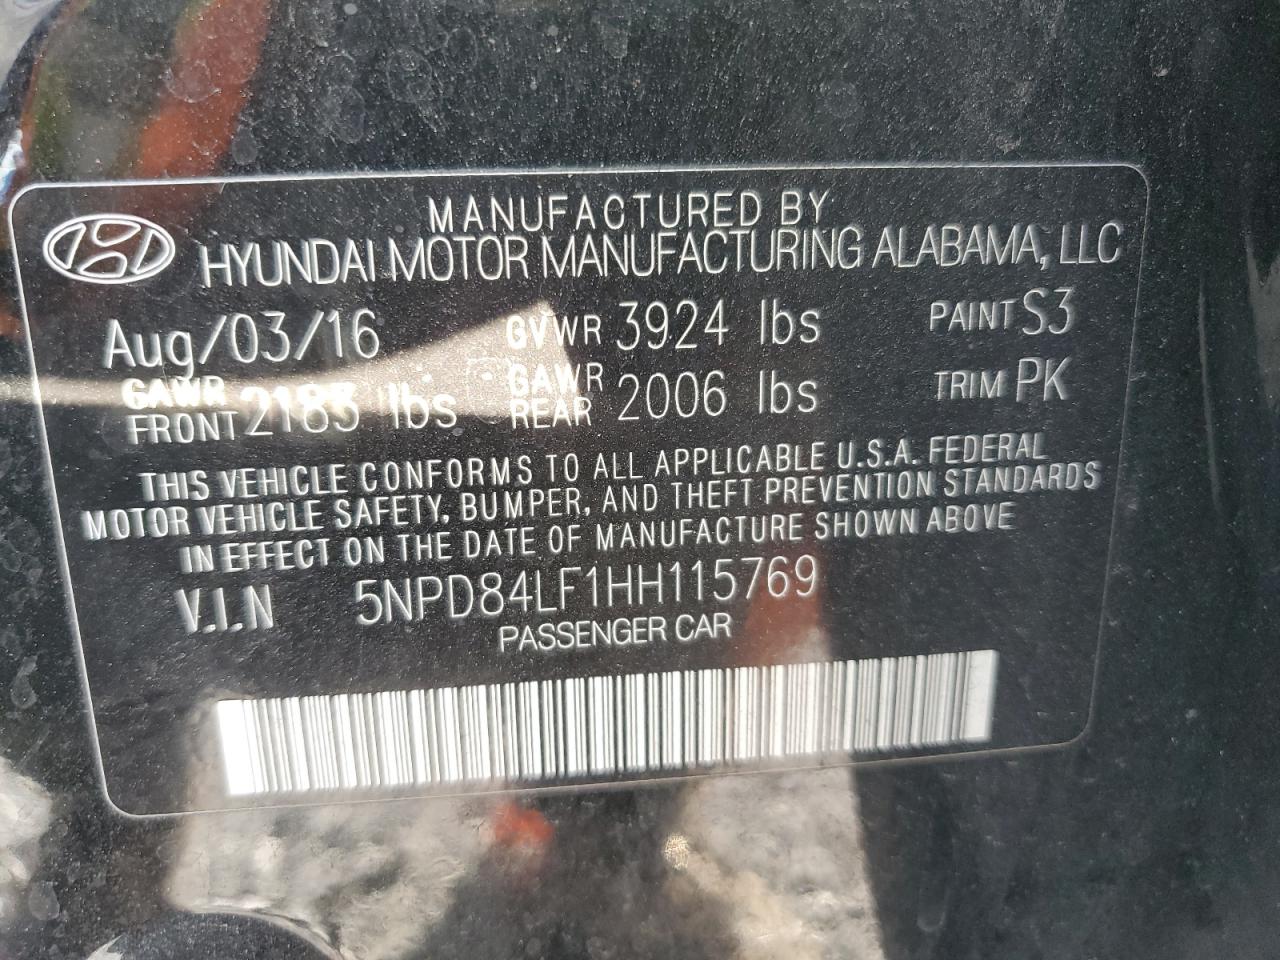 MANUFACTURED BY
HYUNDAI MOTOR MANUFACTURING ALABAMA, LLC
Aug/03/16 GVWR 3924 lbs PAINT S3
GAWR FRONT 2183 lbs GAWR REAR 2006 lbs TRIM PK
THIS VEHICLE CONFORMS TO ALL APPLICABLE U.S.A. FEDERAL
MOTOR VEHICLE SAFETY, BUMPER, AND THEFT PREVENTION STANDARDS
IN EFFECT ON THE DATE OF MANUFACTURE SHOWN ABOVE
V.I.N 5NPD84LF1HH115769
PASSENGER CAR